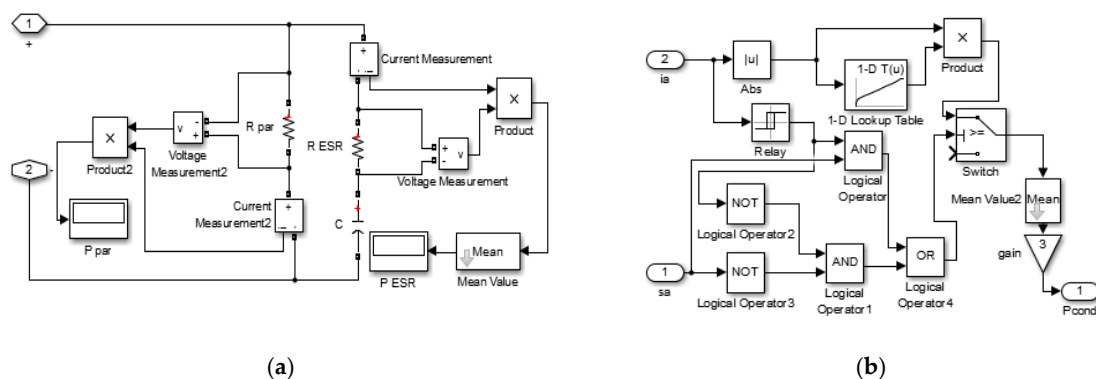 1
+
Current Measurement
×
Product
R par
v
-
+
×
Product2
Voltage
Measurement2
R ESR
+
-
v
Voltage Measurement
2
-
Current
Measurement2
+
-
C
P par
P ESR
Mean
Mean Value
(a)
2
ia
|u|
Abs
1-D T(u)
1-D Lookup Table
×
Product
Relay
AND
Logical
Operator
>=
Switch
NOT
Logical Operator2
Mean Value2
Mean
1
sa
NOT
Logical Operator3
AND
Logical
Operator1
OR
Logical
Operator4
gain
3
1
Pcond
(b)